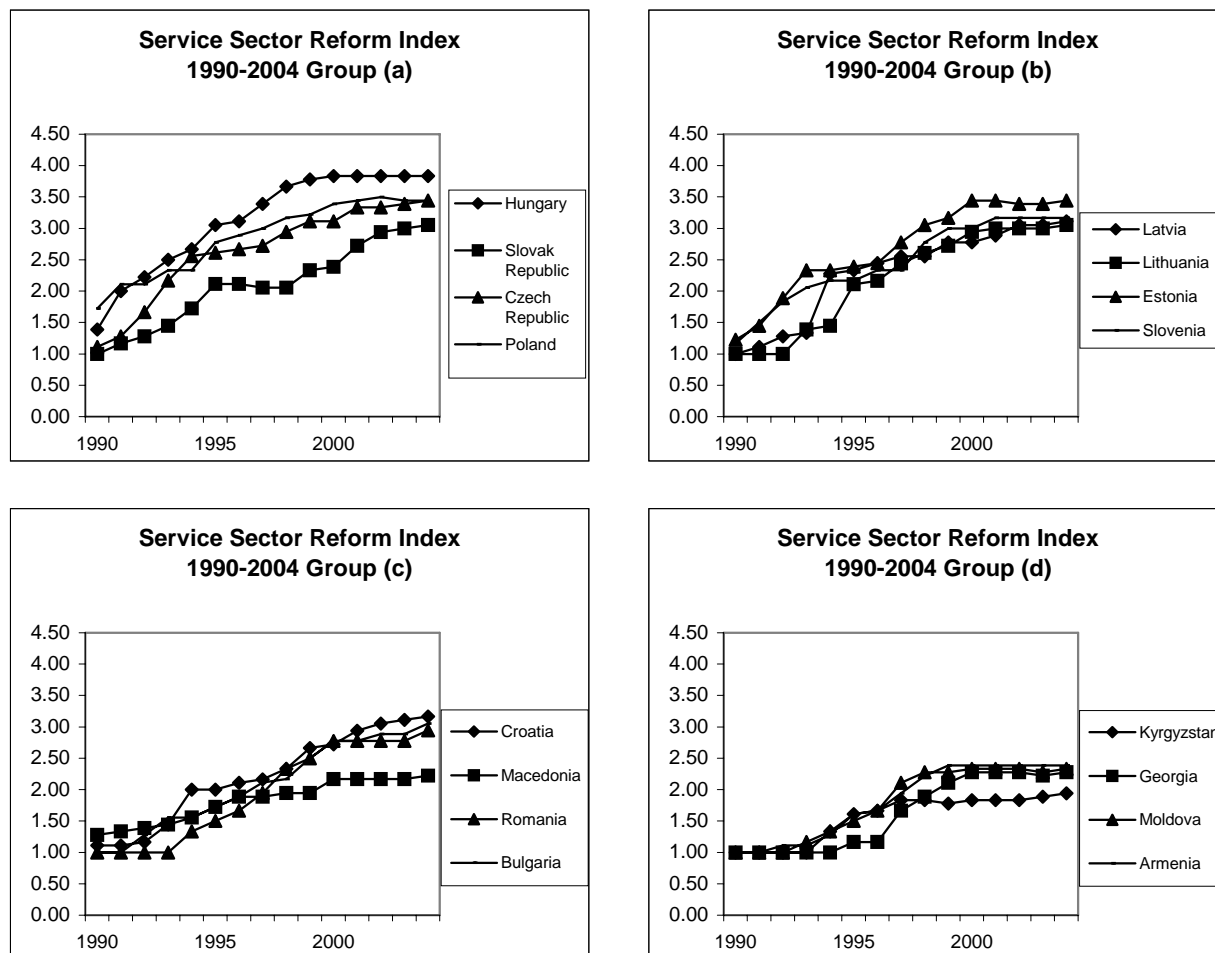 Service Sector Reform Index
1990-2004 Group (a)
4.50
4.00
3.50
3.00
2.50
2.00
1.50
1.00
0.50
0.00
1990
1995
2000
Hungary
Slovak
Republic
Czech
Republic
Poland
Service Sector Reform Index
1990-2004 Group (b)
4.50
4.00
3.50
3.00
2.50
2.00
1.50
1.00
0.50
0.00
1990
1995
2000
Latvia
Lithuania
Estonia
Slovenia
Service Sector Reform Index
1990-2004 Group (c)
4.50
4.00
3.50
3.00
2.50
2.00
1.50
1.00
0.50
0.00
1990
1995
2000
Croatia
Macedonia
Romania
Bulgaria
Service Sector Reform Index
1990-2004 Group (d)
4.50
4.00
3.50
3.00
2.50
2.00
1.50
1.00
0.50
0.00
1990
1995
2000
Kyrgyzstan
Georgia
Moldova
Armenia